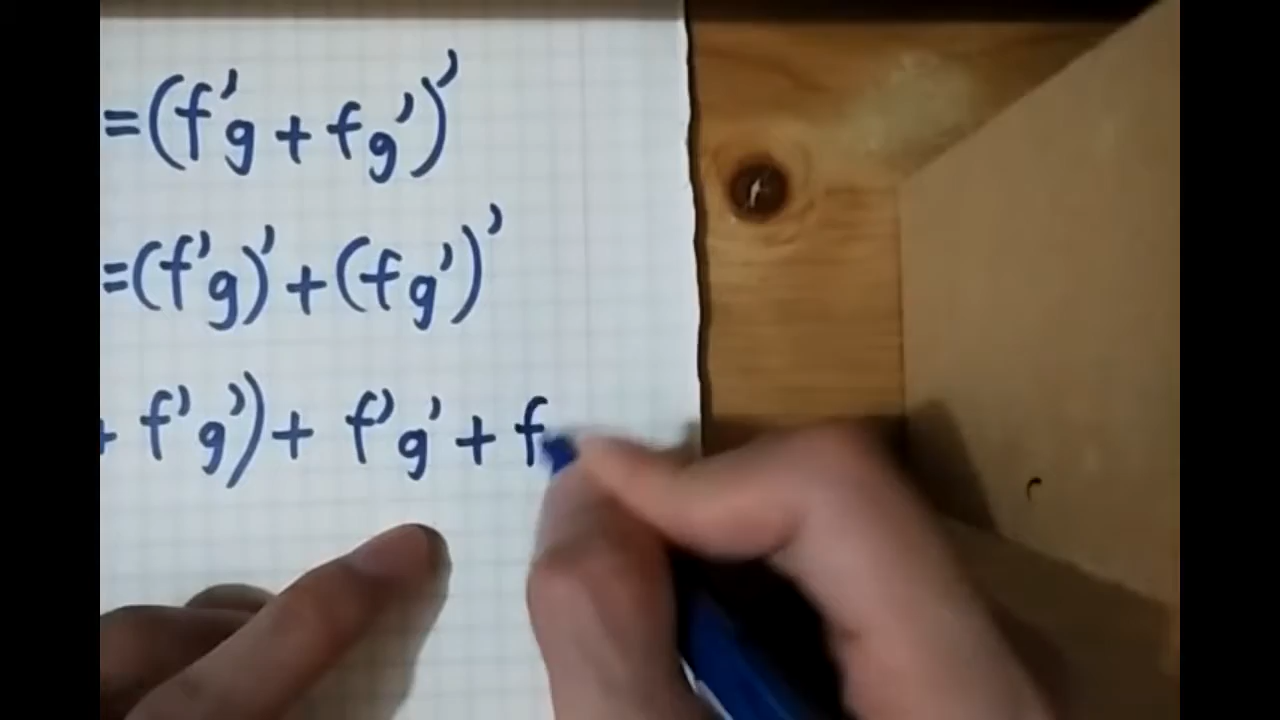 =(f'g + fg')'
=(f'g)' + (fg')'
+ f'g') + f'g' + f